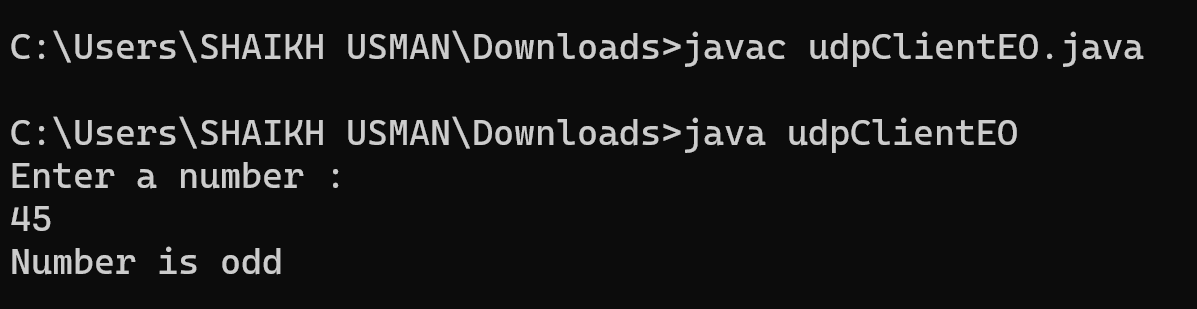 C:\Users\SHAIKH USMAN\Downloads>javac udpClientEO.java
C:\Users\SHAIKH USMAN\Downloads>java udpClientEO
Enter a number :
45
Number is odd